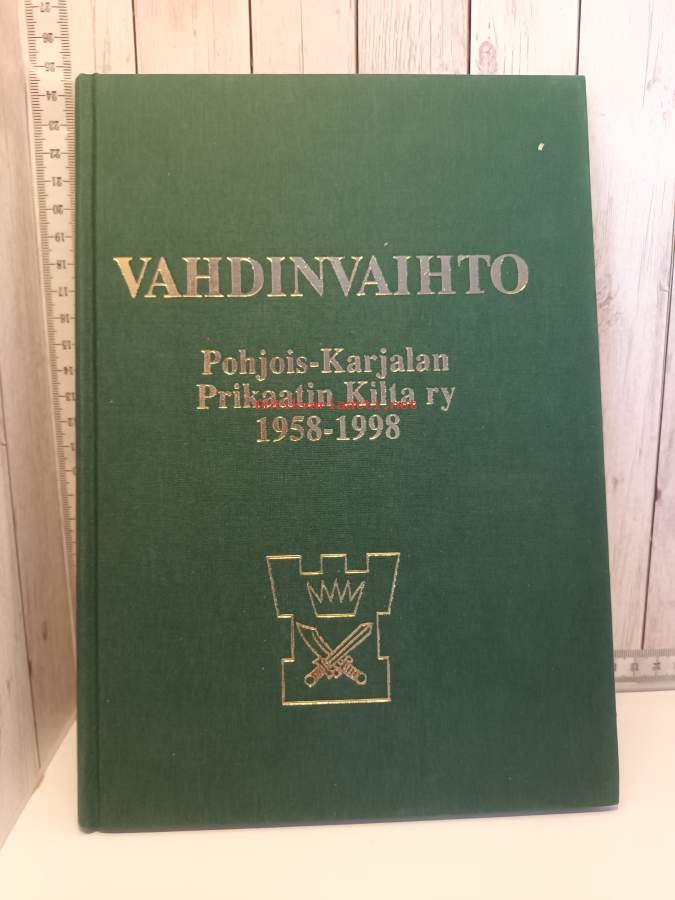 VAHDINVAIHTO
Pohjois-Karjalan
Prikaatin Kilta ry
1958-1998